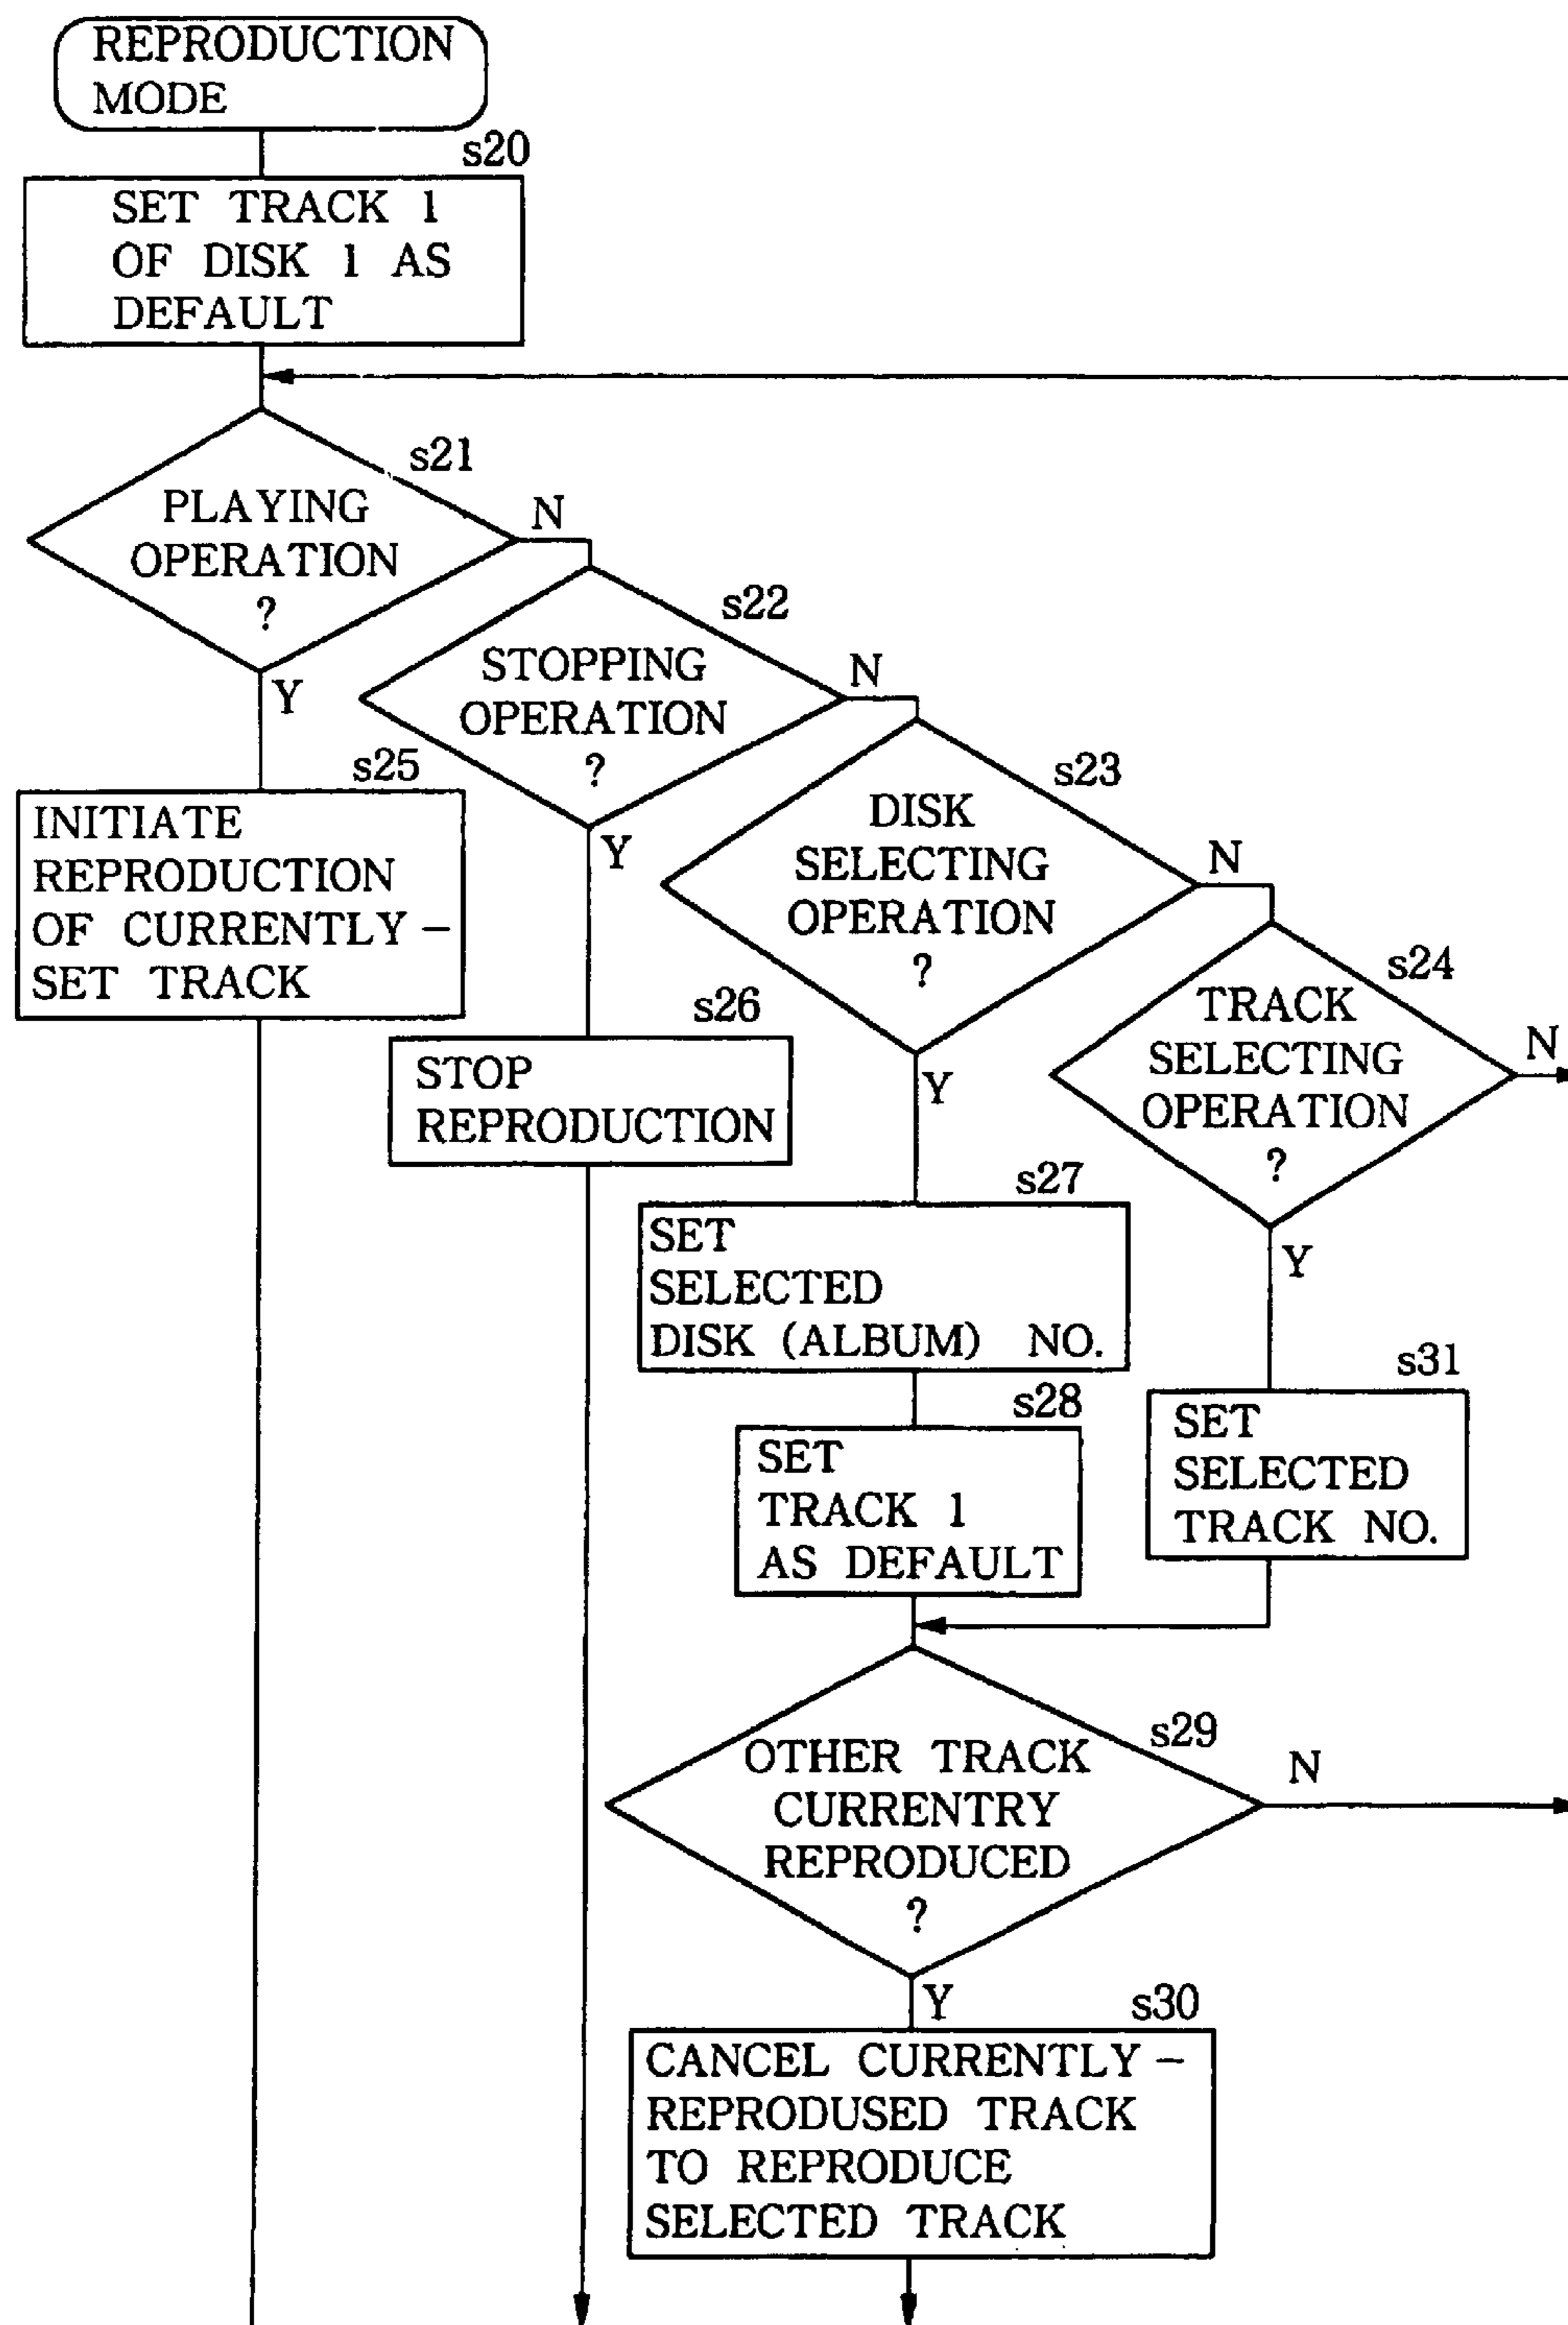 REPRODUCTION
MODE
s20
SET TRACK 1
OF DISK 1 AS
DEFAULT
s21
PLAYING
OPERATION
?
N
Y
s22
STOPPING
OPERATION
?
N
Y
s23
DISK
SELECTING
OPERATION
?
N
Y
s24
TRACK
SELECTING
OPERATION
?
N
Y
s25
INITIATE
REPRODUCTION
OF CURRENTLY-
SET TRACK
s26
STOP
REPRODUCTION
s27
SET
SELECTED
DISK (ALBUM) NO.
s28
SET
TRACK 1
AS DEFAULT
s31
SET
SELECTED
TRACK NO.
s29
OTHER TRACK
CURRENTRY
REPRODUCED
?
N
Y
s30
CANCEL CURRENTLY-
REPRODUSED TRACK
TO REPRODUCE
SELECTED TRACK